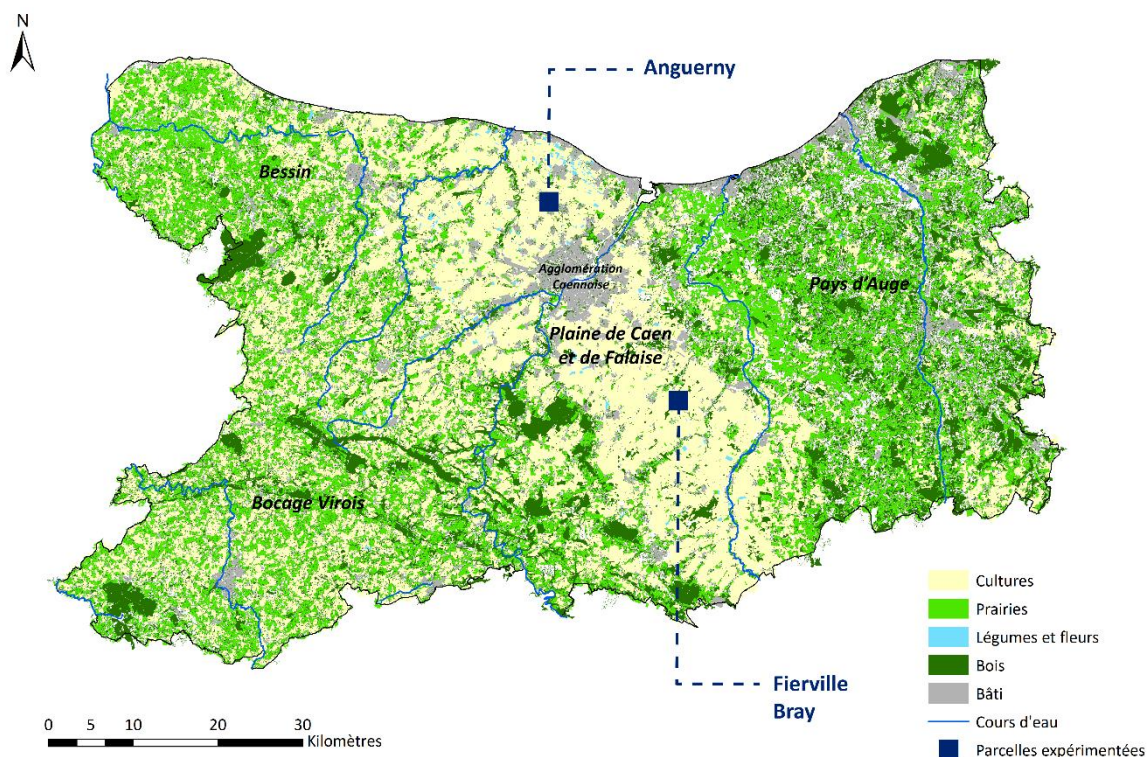 N
Anguerny
Bessin
Agglomération
Caennaise
Pays d'Auge
Plaine de Caen
et de Falaise
Bocage Virois
Fierville
Bray
Cultures
Prairies
Légumes et fleurs
Bois
Bâti
Cours d'eau
Parcelles expérimentées
0 5 10 20 30
Kilomètres